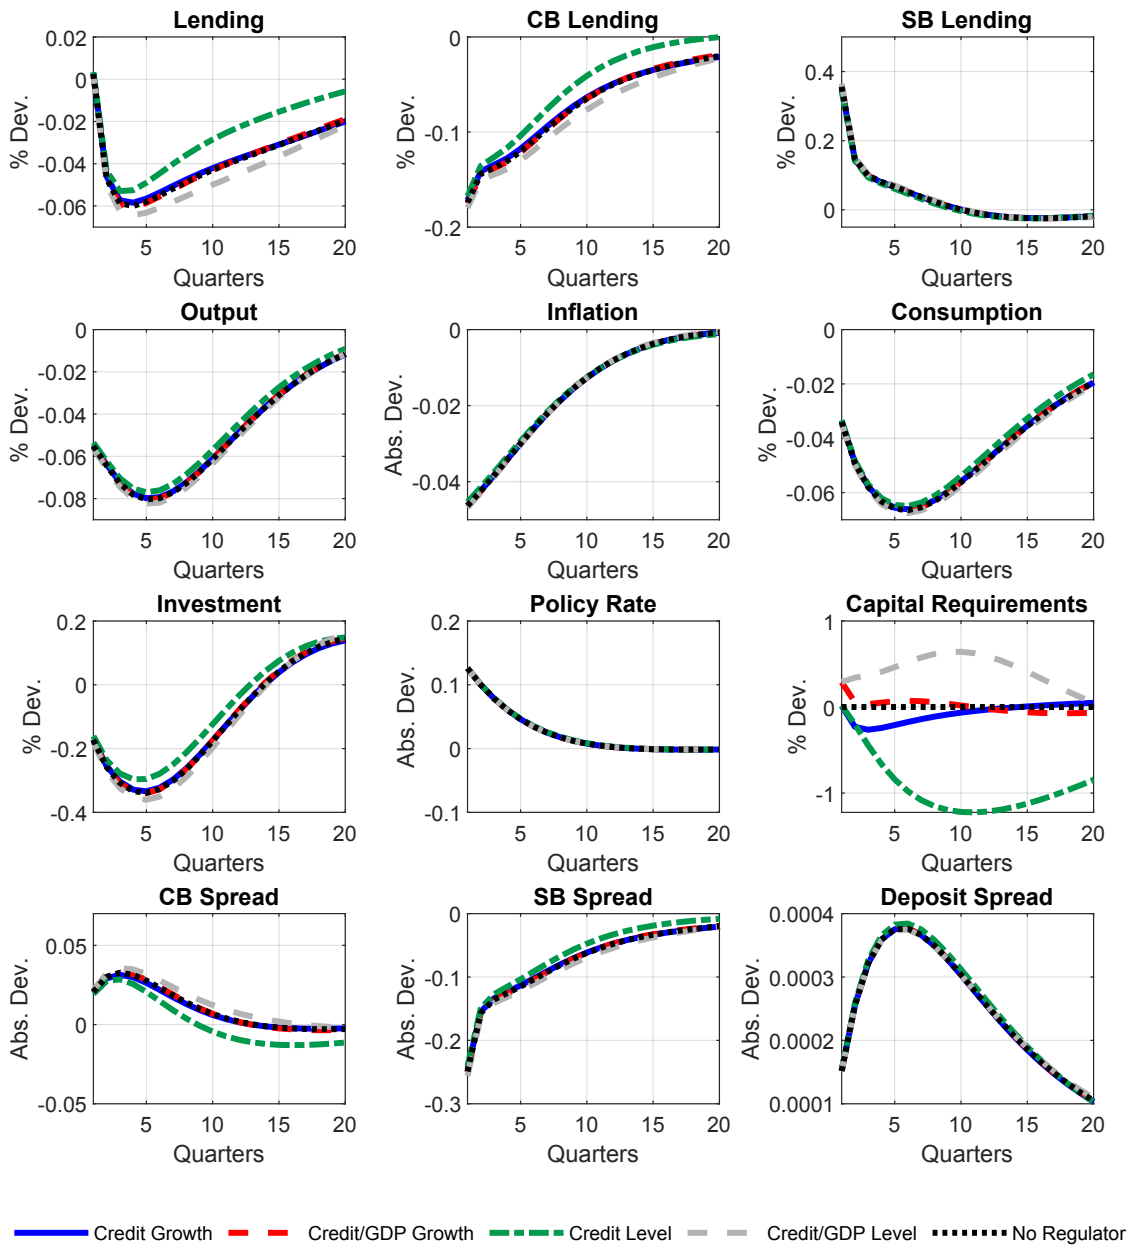 Lending
CB Lending
SB Lending
0.02
0
-0.02
-0.04
-0.06
% Dev.
5 10 15 20
Quarters
0
-0.1
-0.2
% Dev.
5 10 15 20
Quarters
0.4
0.2
0
% Dev.
5 10 15 20
Quarters
Output
Inflation
Consumption
0
-0.02
-0.04
-0.06
-0.08
% Dev.
5 10 15 20
Quarters
0
-0.02
-0.04
Abs. Dev.
5 10 15 20
Quarters
0
-0.02
-0.04
-0.06
% Dev.
5 10 15 20
Quarters
Investment
Policy Rate
Capital Requirements
0.2
0
-0.2
-0.4
% Dev.
5 10 15 20
Quarters
0.2
0.1
0
-0.1
Abs. Dev.
5 10 15 20
Quarters
1
0
-1
% Dev.
5 10 15 20
Quarters
CB Spread
SB Spread
Deposit Spread
0.05
0
-0.05
Abs. Dev.
5 10 15 20
Quarters
0
-0.1
-0.2
-0.3
Abs. Dev.
5 10 15 20
Quarters
0.0004
0.0003
0.0002
0.0001
Abs. Dev.
5 10 15 20
Quarters
Credit Growth Credit/GDP Growth Credit Level Credit/GDP Level No Regulator